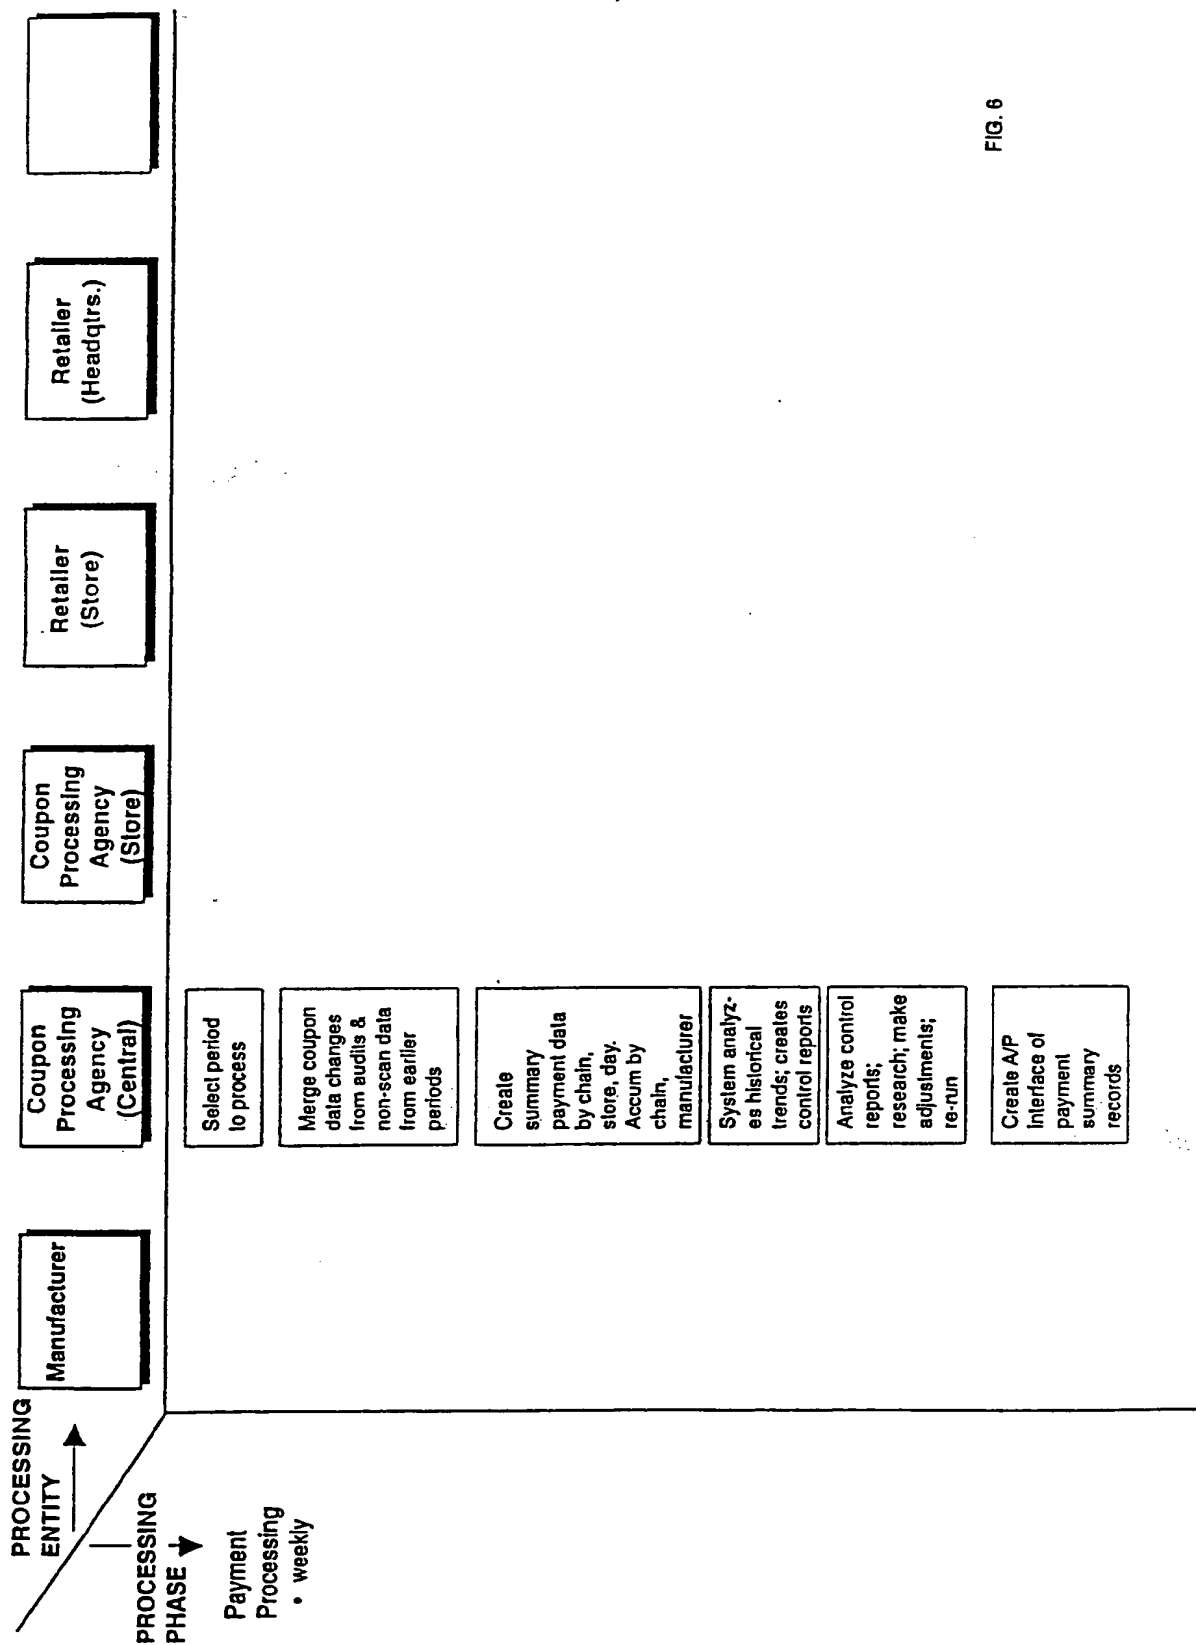 PROCESSING
ENTITY
PROCESSING
PHASE
Payment
Processing
• weekly
Manufacturer
Coupon
Processing
Agency
(Central)
Coupon
Processing
Agency
(Store)
Retailer
(Store)
Retailer
(Headqtrs.)
Select period
to process
Merge coupon
data changes
from audits &
non-scan data
from earlier
periods
Create
summary
payment data
by chain,
store, day.
Accum by
chain,
manufacturer
System analyz-
es historical
trends; creates
control reports
Analyze control
reports;
research; make
adjustments;
re-run
Create A/P
Interface of
payment
summary
records
FIG. 6